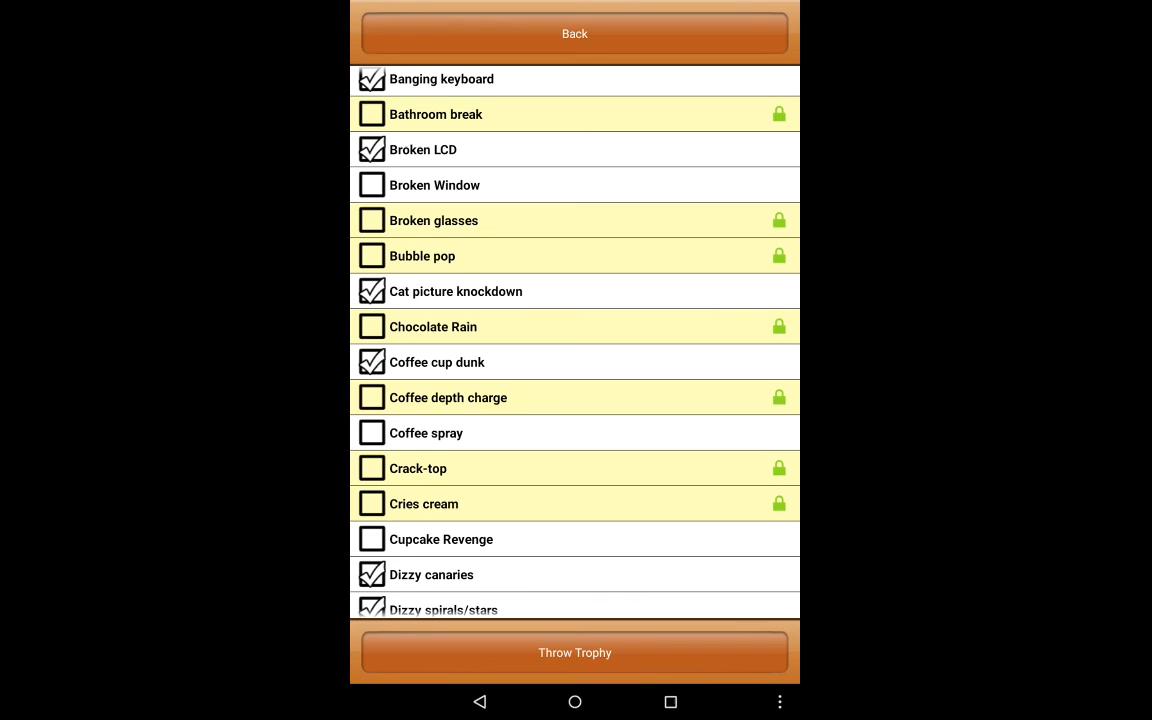 Back
Banging keyboard
Bathroom break
Broken LCD
Broken Window
Broken glasses
Bubble pop
Cat picture knockdown
Chocolate Rain
Coffee cup dunk
Coffee depth charge
Coffee spray
Crack-top
Cries cream
Cupcake Revenge
Dizzy canaries
Dizzy spirals/stars
Throw Trophy